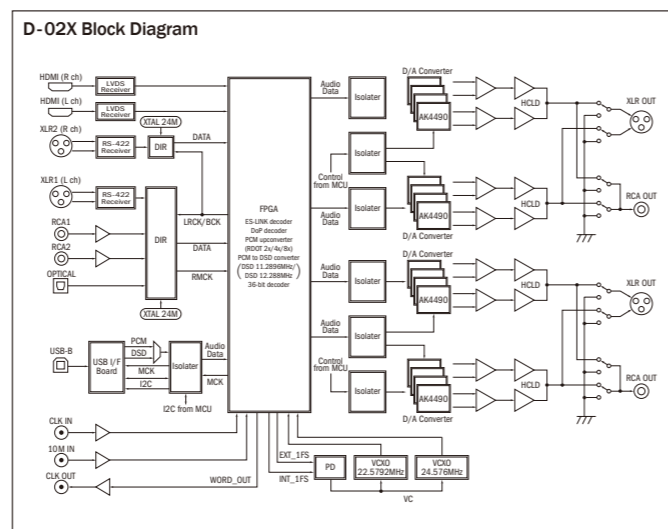 D-02X Block Diagram
HDMI (R ch)
LVDS
Receiver
HDMI (L ch)
LVDS
Receiver
XTAL 24M
XLR2 (R ch)
RS-422
Receiver
DIR
DATA
XLR1 (L ch)
RS-422
Receiver
LRCK/BCK
RCA1
RCA2
DIR
DATA
OPTICAL
RMCK
XTAL 24M
USB-B
USB I/F
Board
PCM
DSD
MCK
I2C
Isolater
Audio
Data
MCK
I2C from MCU
CLK IN
10M IN
CLK OUT
WORD_OUT
FPGA
ES-LINK decoder
DoP decoder
PCM upconverter
(RDOT 2x/4x/8x)
PCM to DSD converter
(DSD 11.2896MHz/
DSD 12.288MHz)
36-bit decoder
EXT_1FS
INT_1FS
PD
VCXO
22.5792MHz
VCXO
24.576MHz
VC
Audio
Data
Isolater
D/A Converter
AK4490
HCLD
XLR OUT
Isolater
Control
from MCU
Audio
Data
Isolater
AK4490
D/A Converter
HCLD
RCA OUT
Audio
Data
Isolater
D/A Converter
AK4490
HCLD
XLR OUT
Audio
Data
Isolater
Control
from MCU
Isolater
AK4490
D/A Converter
HCLD
RCA OUT